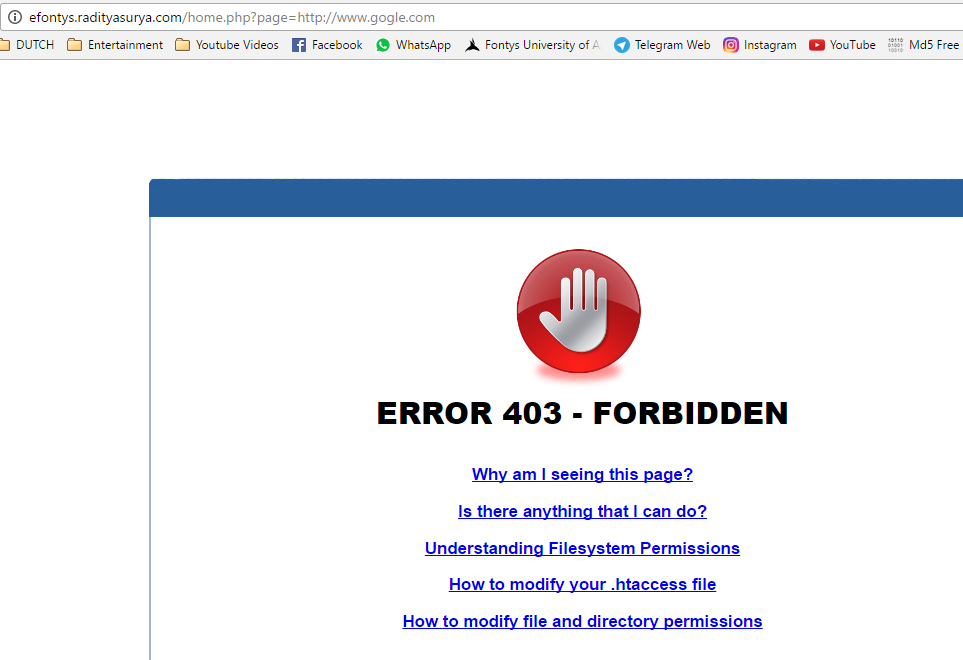 efontys.radityasurya.com/home.php?page=http://www.gogle.com
DUTCH Entertainment Youtube Videos Facebook WhatsApp Fontys University of A Telegram Web Instagram YouTube Md5 Free
ERROR 403 - FORBIDDEN
Why am I seeing this page?
Is there anything that I can do?
Understanding Filesystem Permissions
How to modify your .htaccess file
How to modify file and directory permissions